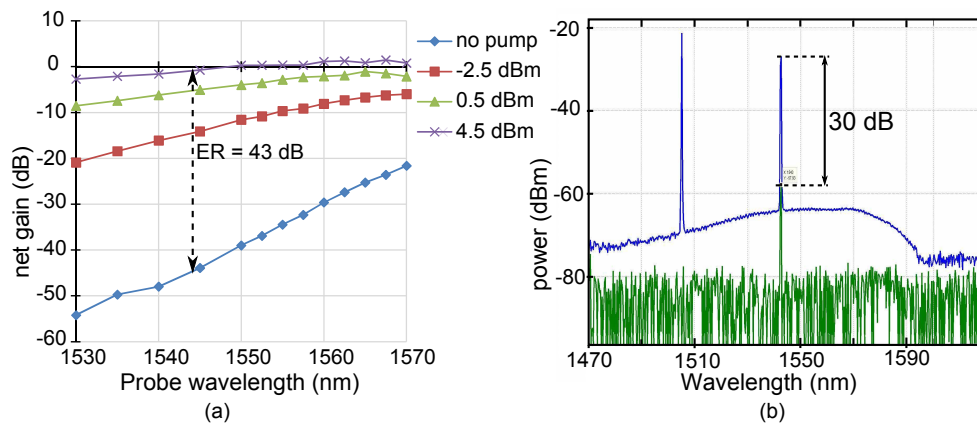 10
0
-10
-20
-30
-40
-50
-60
net gain (dB)
1530 1540 1550 1560 1570
Probe wavelength (nm)
ER = 43 dB
no pump
-2.5 dBm
0.5 dBm
4.5 dBm
(a)
-20
-40
-60
-80
power (dBm)
1470 1510 1550 1590
Wavelength (nm)
30 dB
(b)